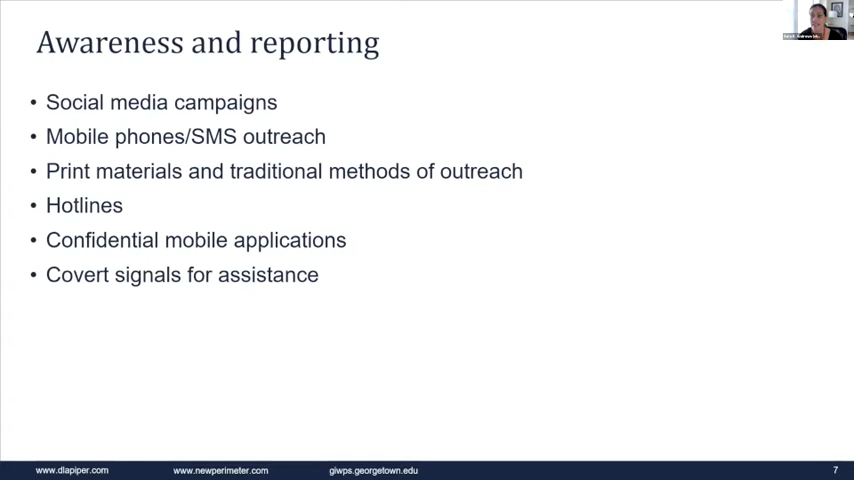 Awareness and reporting
• Social media campaigns
• Mobile phones/SMS outreach
• Print materials and traditional methods of outreach
• Hotlines
• Confidential mobile applications
• Covert signals for assistance
www.dlapiper.com
www.newperimeter.com
giwps.georgetown.edu
7